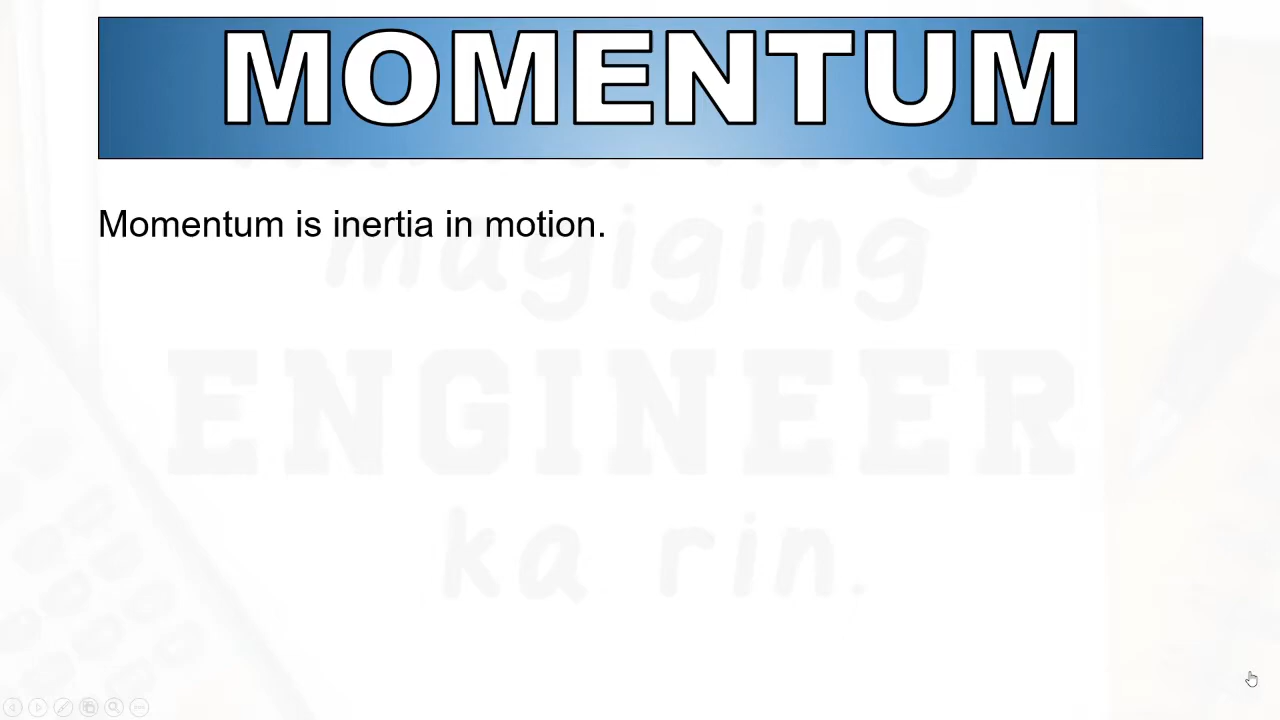 MOMENTUM
Momentum is inertia in motion.
magiging
ENGINEER
ka rin.